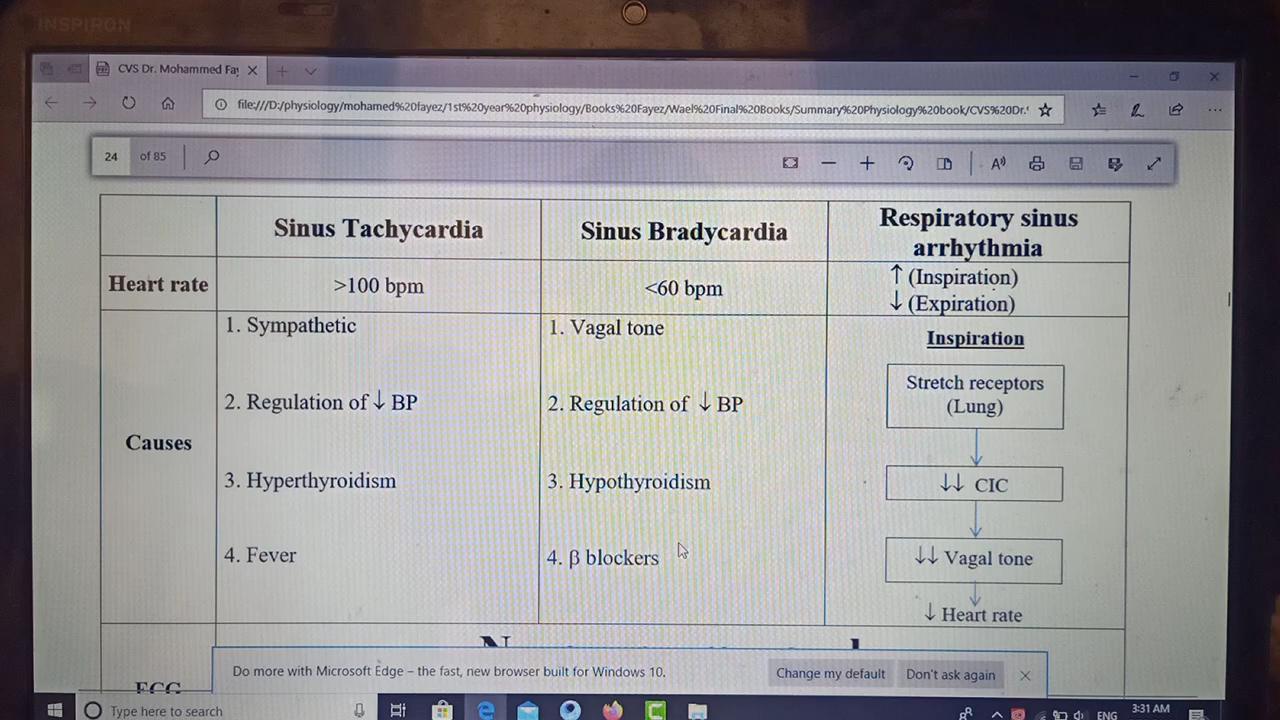 INSPIRON
CVS Dr. Mohammed Fay
file:///D:/physiology/mohamed%20fayez/1st%20year%20physiology/Books%20Fayez/Wael%20Final%20Books/Summary%20Physiology%20book/CVS%20Dr.
24 of 85
Sinus Tachycardia
Sinus Bradycardia
Respiratory sinus
arrhythmia
Heart rate
>100 bpm
<60 bpm
↑ (Inspiration)
↓ (Expiration)
Causes
1. Sympathetic
2. Regulation of ↓ BP
3. Hyperthyroidism
4. Fever
1. Vagal tone
2. Regulation of ↓ BP
3. Hypothyroidism
4. β blockers
Inspiration
Stretch receptors
(Lung)
↓↓ CIC
↓↓ Vagal tone
↓ Heart rate
ECG
Do more with Microsoft Edge – the fast, new browser built for Windows 10.
Change my default
Don't ask again
Type here to search
ENG
3:31 AM